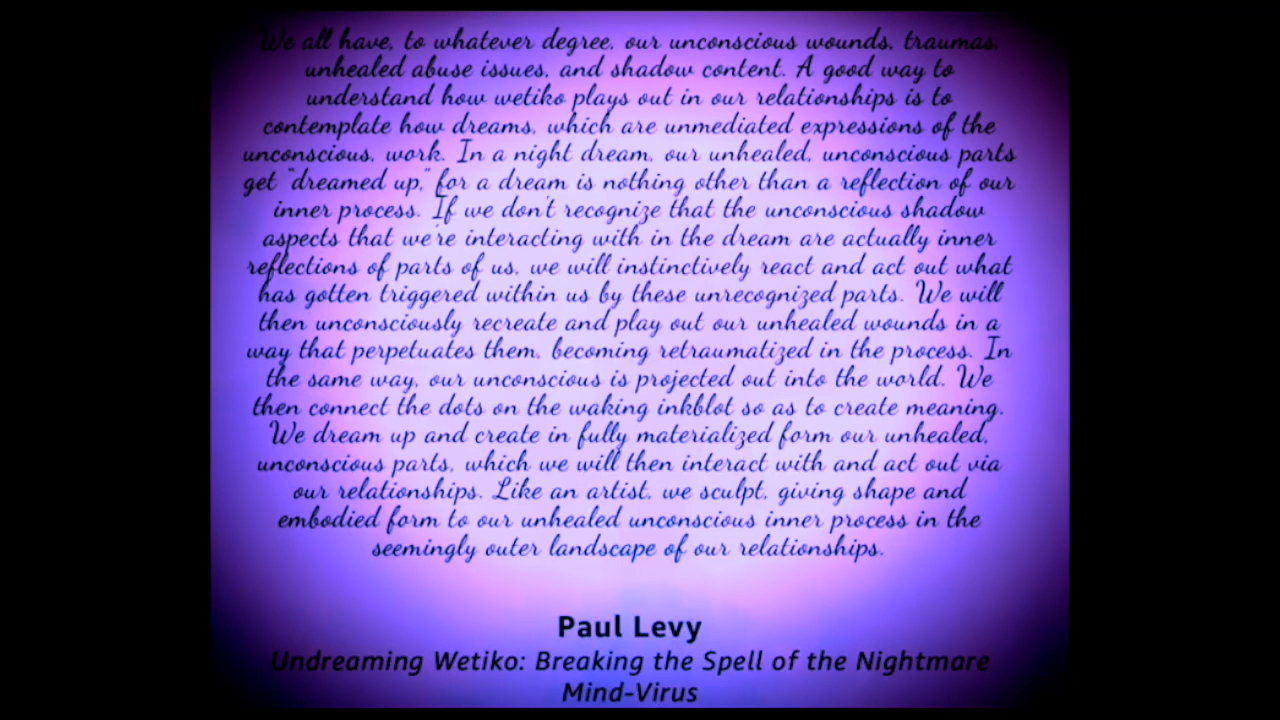 We all have, to whatever degree, our unconscious wounds, traumas,
unhealed abuse issues, and shadow content. A good way to
understand how wetiko plays out in our relationships is to
contemplate how dreams, which are unmediated expressions of the
unconscious, work. In a night dream, our unhealed, unconscious parts
get "dreamed up," for a dream is nothing other than a reflection of our
inner process. If we don't recognize that the unconscious shadow
aspects that we're interacting with in the dream are actually inner
reflections of parts of us, we will instinctively react and act out what
has gotten triggered within us by these unrecognized parts. We will
then unconsciously recreate and play out our unhealed wounds in a
way that perpetuates them, becoming retraumatized in the process. In
the same way, our unconscious is projected out into the world. We
then connect the dots on the waking inkblot so as to create meaning.
We dream up and create in fully materialized form our unhealed,
unconscious parts, which we will then interact with and act out via
our relationships. Like an artist, we sculpt, giving shape and
embodied form to our unhealed unconscious inner process in the
seemingly outer landscape of our relationships.
Paul Levy
Undreaming Wetiko: Breaking the Spell of the Nightmare
Mind-Virus